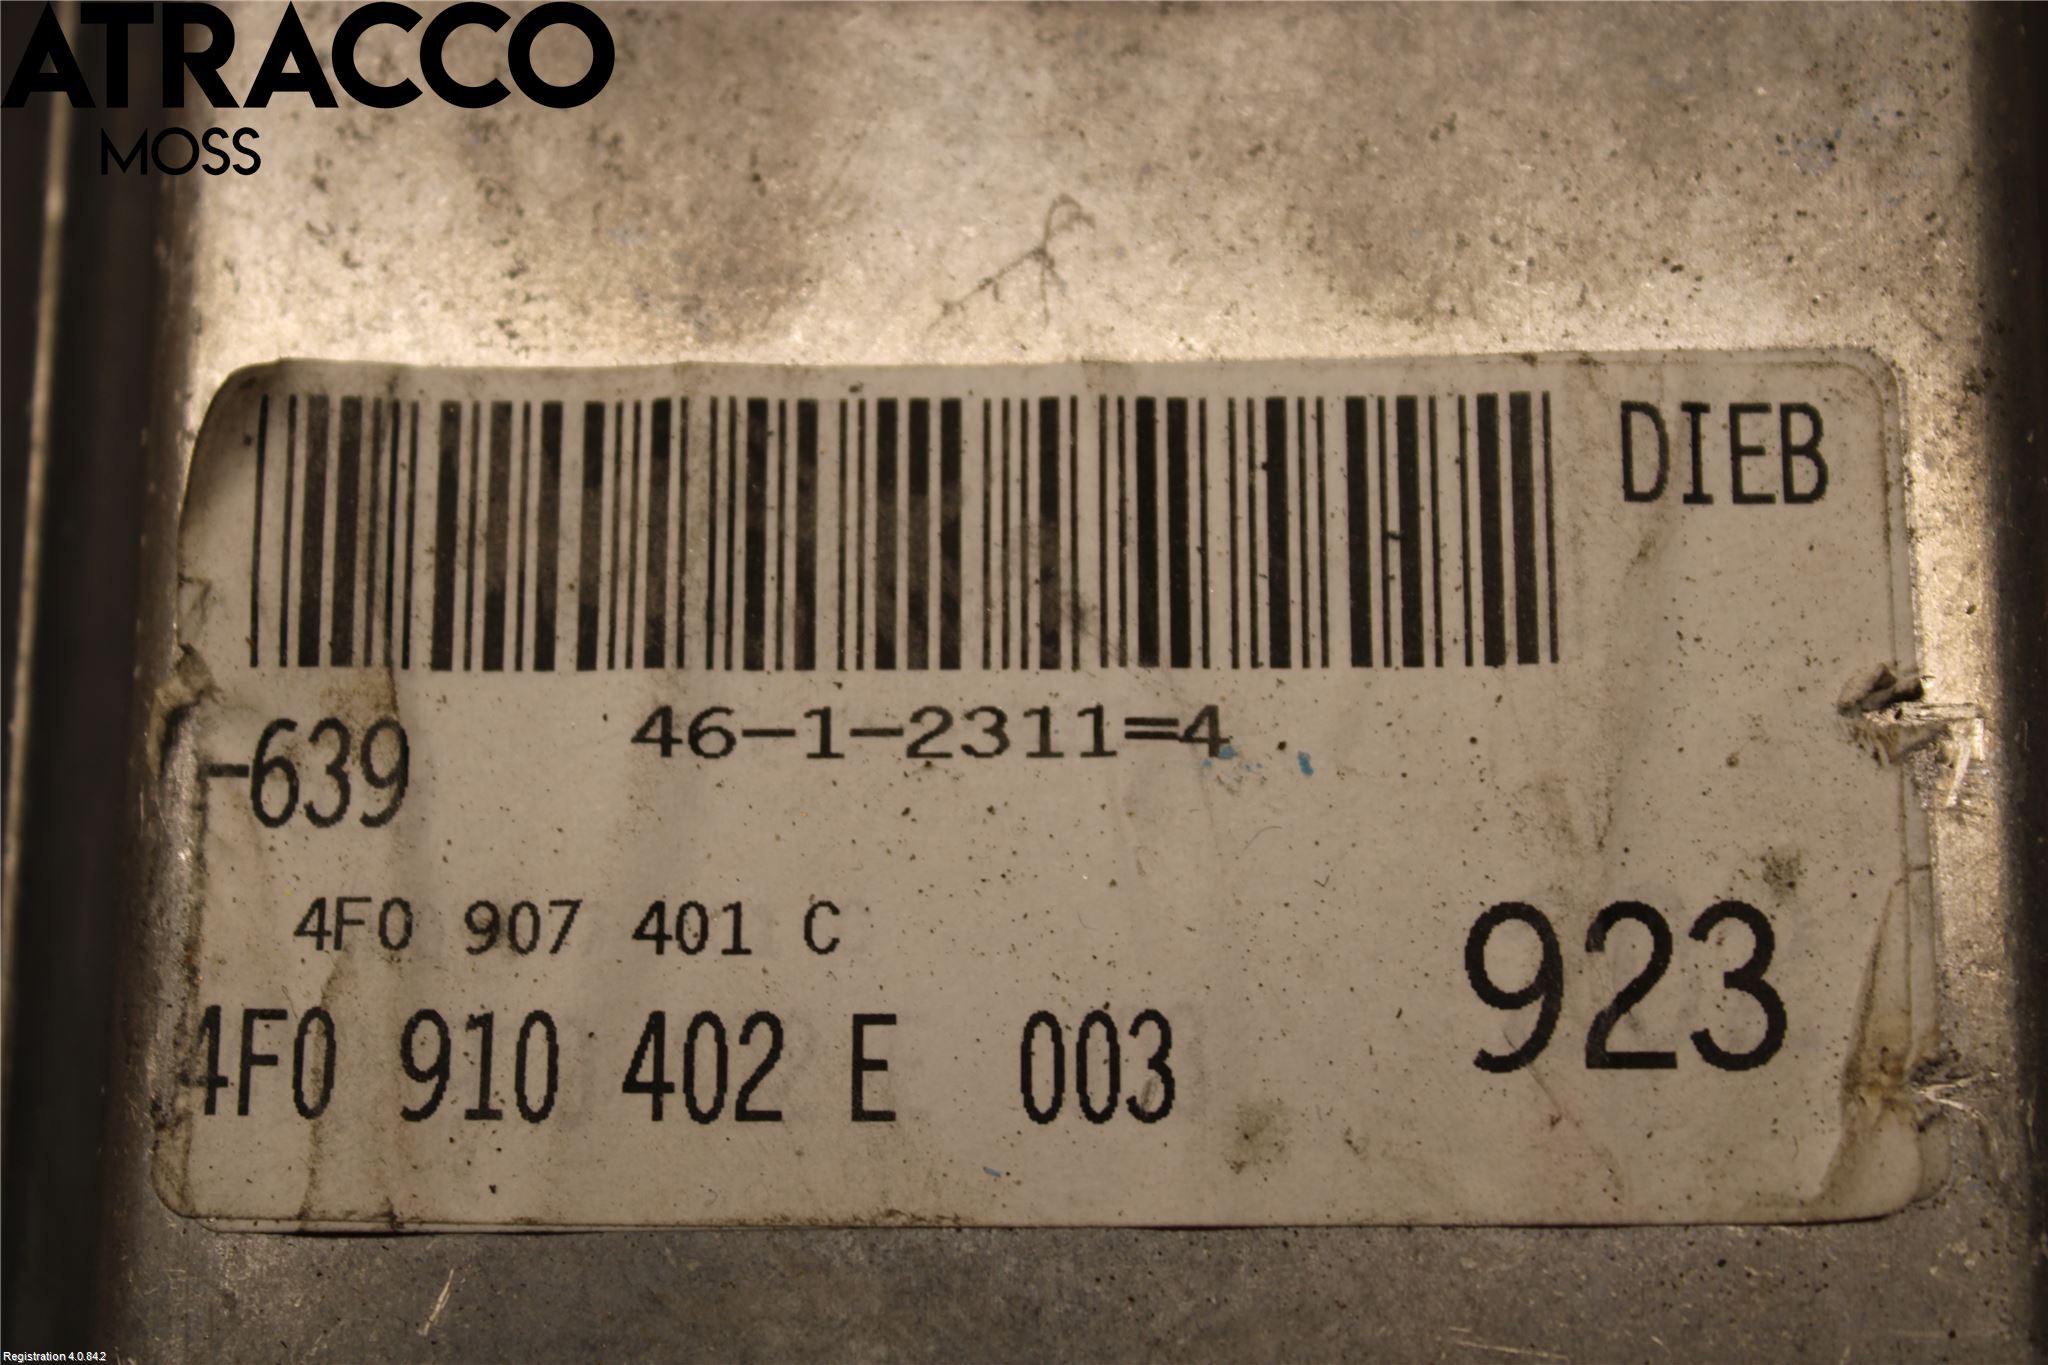 ATRACCO
MOSS
DIEB
46-1-2311=4
-639
4F0 907 401 C
923
4F0 910 402 E 003
Registration 4.0.84.2